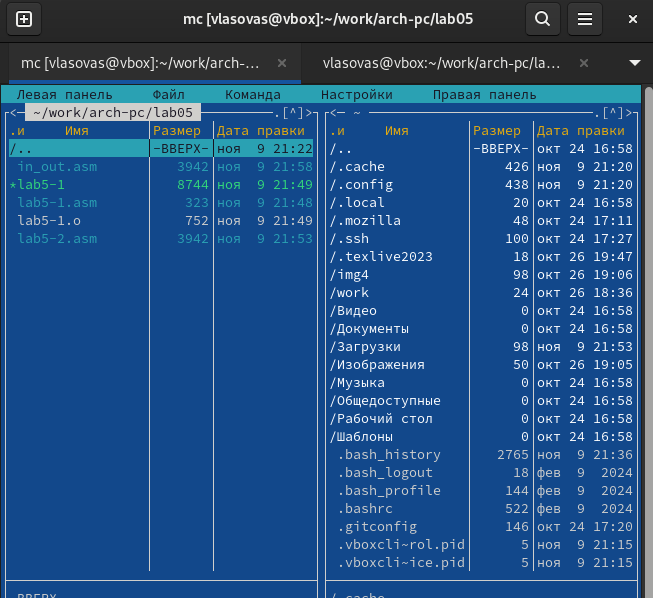 mc [vlasovas@vbox]:~/work/arch-pc/lab05
mc [vlasovas@vbox]:~/work/arch-... × vlasovas@vbox:~/work/arch-pc/la... ×
Левая панель Файл Команда Настройки Правая панель
<─ ~/work/arch-pc/lab05 .[^]>
.и Имя Размер Дата правки
/.. -ВВЕРХ- ноя 9 21:22
in_out.asm 3942 ноя 9 21:58
*lab5-1 8744 ноя 9 21:49
lab5-1.asm 323 ноя 9 21:48
lab5-1.o 752 ноя 9 21:49
lab5-2.asm 3942 ноя 9 21:53
<─ ~ .[^]>
.и Имя Размер Дата правки
/.. -ВВЕРХ- окт 24 16:58
/.cache 426 ноя 9 21:20
/.config 438 ноя 9 21:20
/.local 20 окт 24 16:58
/.mozilla 48 окт 24 17:11
/.ssh 100 окт 24 17:27
/.texlive2023 18 окт 26 19:47
/img4 98 окт 26 19:06
/work 24 окт 26 18:36
/Видео 0 окт 24 16:58
/Документы 0 окт 24 16:58
/Загрузки 98 ноя 9 21:53
/Изображения 50 окт 26 19:05
/Музыка 0 окт 24 16:58
/Общедоступные 0 окт 24 16:58
/Рабочий стол 0 окт 24 16:58
/Шаблоны 0 окт 24 16:58
.bash_history 2765 ноя 9 21:36
.bash_logout 18 фев 9 2024
.bash_profile 144 фев 9 2024
.bashrc 522 фев 9 2024
.gitconfig 146 окт 24 17:20
.vboxcli~rol.pid 5 ноя 9 21:15
.vboxcli~ice.pid 5 ноя 9 21:15
-ВВЕРХ-
/.cache